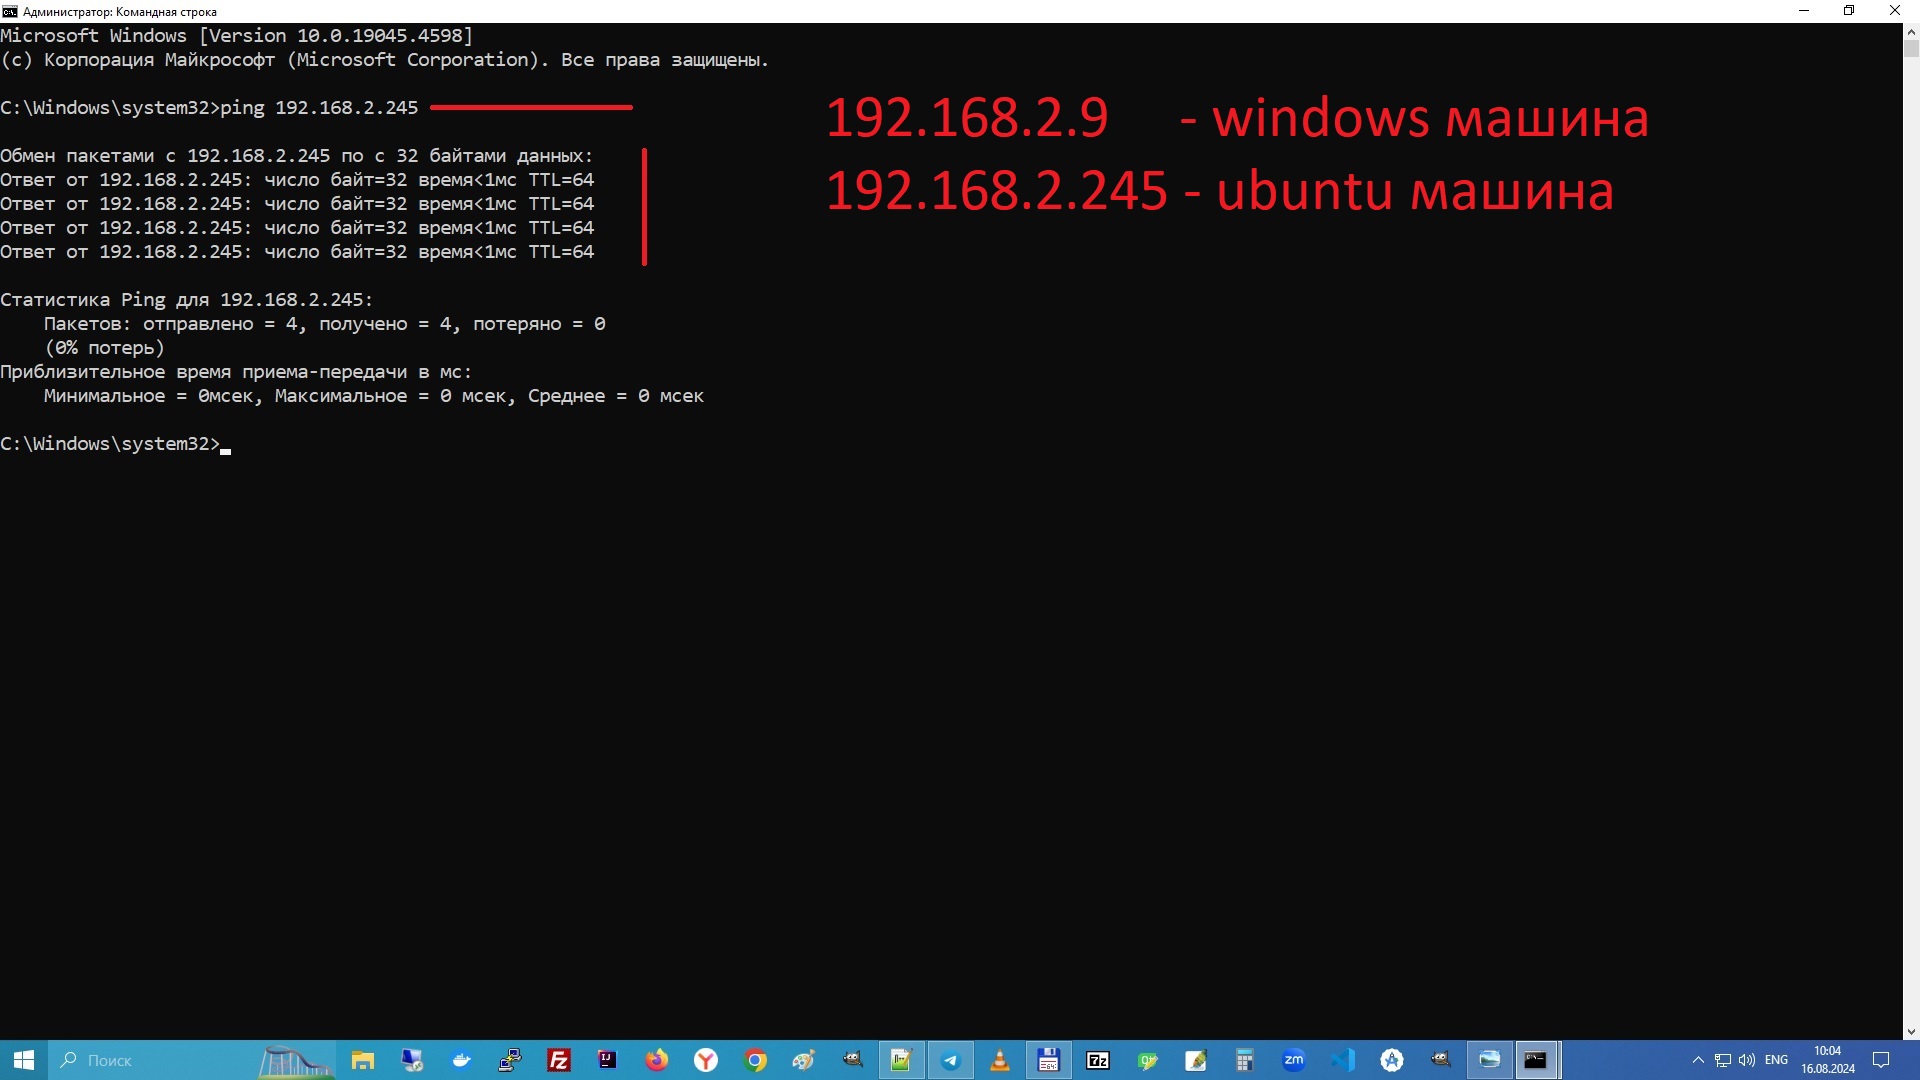 Администратор: Командная строка
Microsoft Windows [Version 10.0.19045.4598]
(c) Корпорация Майкрософт (Microsoft Corporation). Все права защищены.
C:\Windows\system32>ping 192.168.2.245
192.168.2.9 - windows машина
192.168.2.245 - ubuntu машина
Обмен пакетами с 192.168.2.245 по с 32 байтами данных:
Ответ от 192.168.2.245: число байт=32 время<1мс TTL=64
Ответ от 192.168.2.245: число байт=32 время<1мс TTL=64
Ответ от 192.168.2.245: число байт=32 время<1мс TTL=64
Ответ от 192.168.2.245: число байт=32 время<1мс TTL=64
Статистика Ping для 192.168.2.245:
Пакетов: отправлено = 4, получено = 4, потеряно = 0
(0% потерь)
Приблизительное время приема-передачи в мс:
Минимальное = 0мсек, Максимальное = 0 мсек, Среднее = 0 мсек
C:\Windows\system32>
Поиск
ENG
10:04
16.08.2024